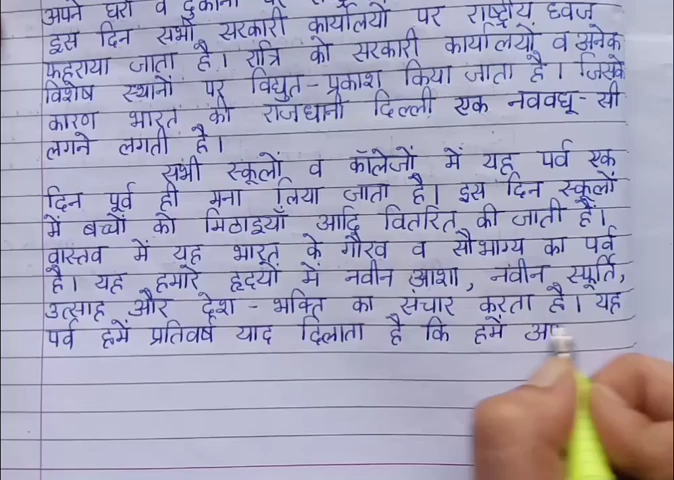 अपने घरों व दुकानों पर
इस दिन सभी सरकारी कार्यालयों पर राष्ट्रीय ध्वज
फहराया जाता है। रात्रि को सरकारी कार्यालयों व अनेक
विशेष स्थानों पर विद्युत-प्रकाश किया जाता है। जिसके
कारण भारत की राजधानी दिल्ली एक नववधू-सी
लगने लगती है।
सभी स्कूलों व कॉलेजों में यह पर्व एक
दिन पूर्व ही मना लिया जाता है। इस दिन स्कूलों
में बच्चों को मिठाइयाँ आदि वितरित की जाती हैं।
वास्तव में यह भारत के गौरव व सौभाग्य का पर्व
है। यह हमारे हृदयों में नवीन आशा, नवीन स्फूर्ति,
उत्साह और देश-भक्ति का संचार करता है। यह
पर्व हमें प्रतिवर्ष याद दिलाता है कि हमें